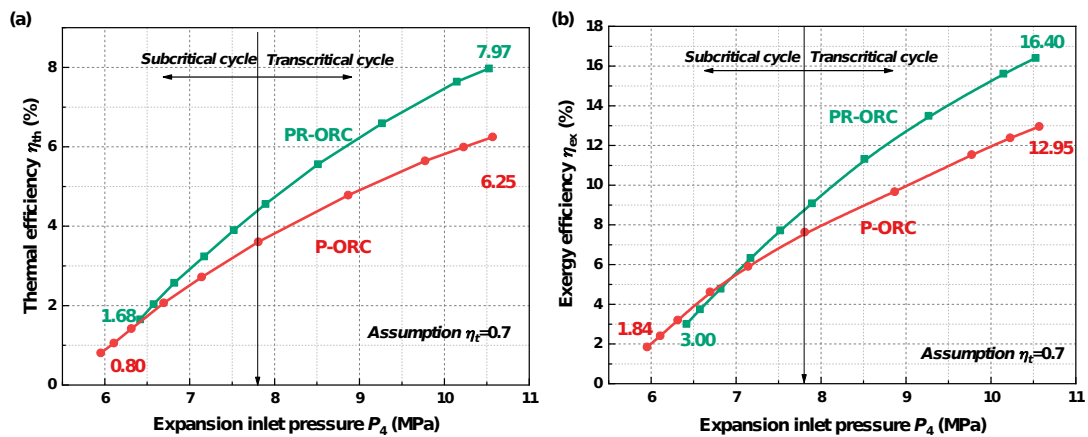 (a)
Thermal efficiency ηth (%)
8
6
4
2
0
Subcritical cycle
Transcritical cycle
7.97
PR-ORC
6.25
P-ORC
1.68
0.80
Assumption ηt=0.7
6 7 8 9 10 11
Expansion inlet pressure P4 (MPa)
(b)
Exergy efficiency ηex (%)
18
16
14
12
10
8
6
4
2
0
Subcritical cycle
Transcritical cycle
16.40
PR-ORC
12.95
P-ORC
1.84
3.00
Assumption ηt=0.7
6 7 8 9 10 11
Expansion inlet pressure P4 (MPa)